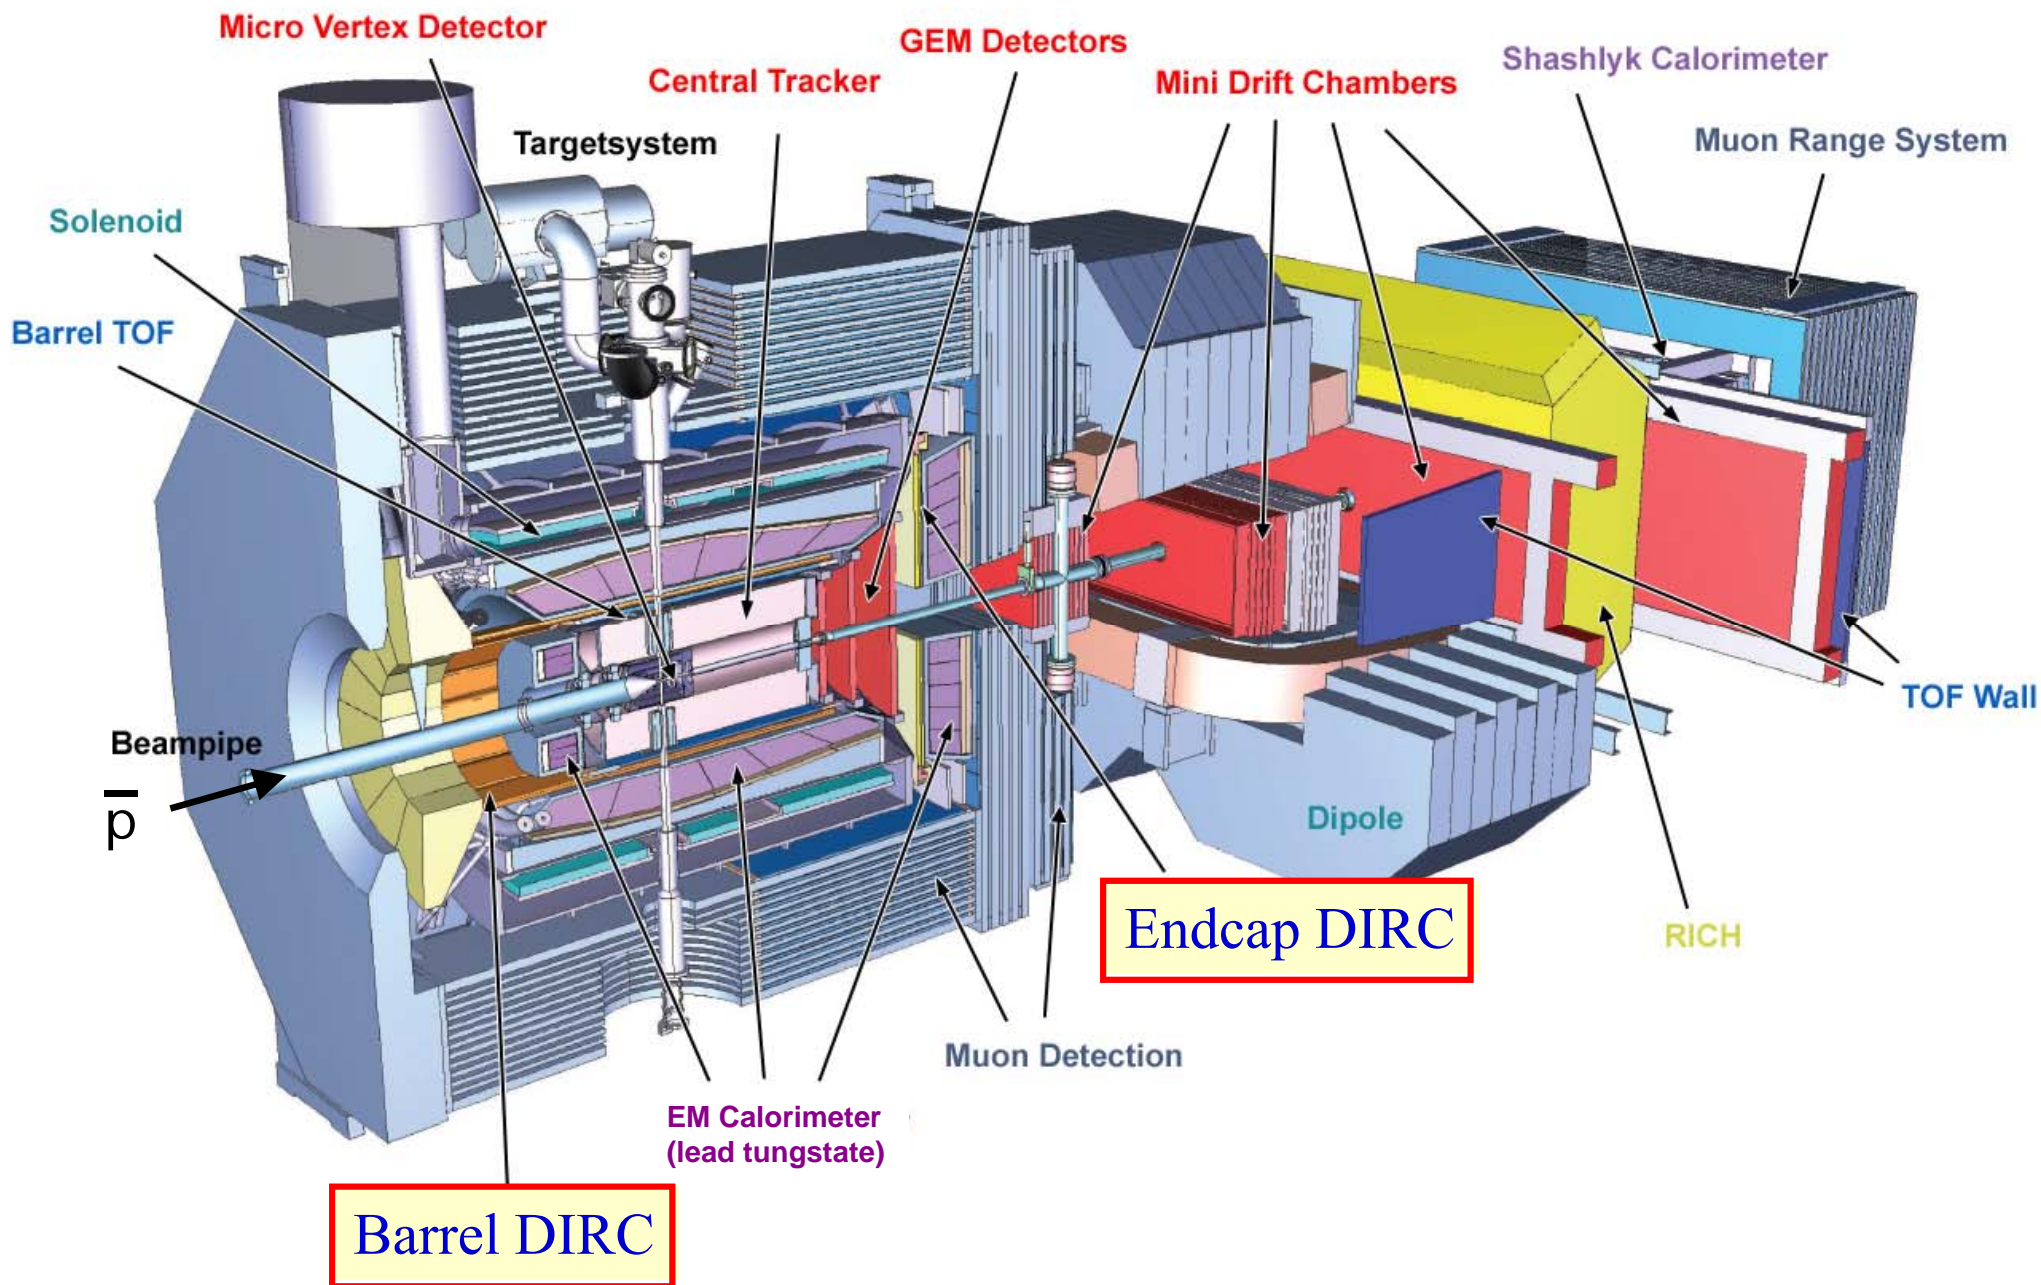 Micro Vertex Detector
GEM Detectors
Shashlyk Calorimeter
Central Tracker
Mini Drift Chambers
Targetsystem
Muon Range System
Solenoid
Barrel TOF
TOF Wall
Beampipe
p̅
Dipole
Endcap DIRC
RICH
Muon Detection
EM Calorimeter
(lead tungstate)
Barrel DIRC